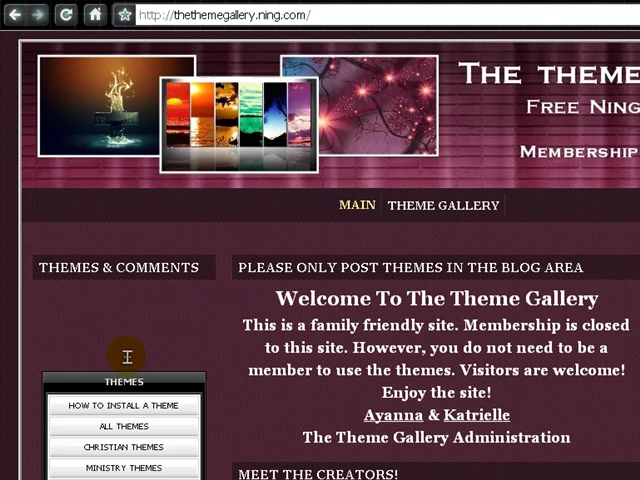 http://thethemegallery.ning.com/
THE THEME
FREE NING
MEMBERSHIP
MAIN
THEME GALLERY
THEMES & COMMENTS
THEMES
HOW TO INSTALL A THEME
ALL THEMES
CHRISTIAN THEMES
MINISTRY THEMES
PLEASE ONLY POST THEMES IN THE BLOG AREA
Welcome To The Theme Gallery
This is a family friendly site. Membership is closed
to this site. However, you do not need to be a
member to use the themes. Visitors are welcome!
Enjoy the site!
Ayanna & Katrielle
The Theme Gallery Administration
MEET THE CREATORS!